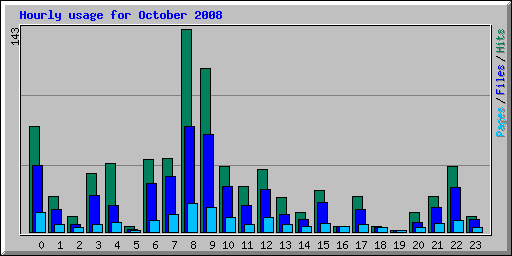 Hourly usage for October 2008
143
Pages/Files/Hits
0 1 2 3 4 5 6 7 8 9 10 11 12 13 14 15 16 17 18 19 20 21 22 23